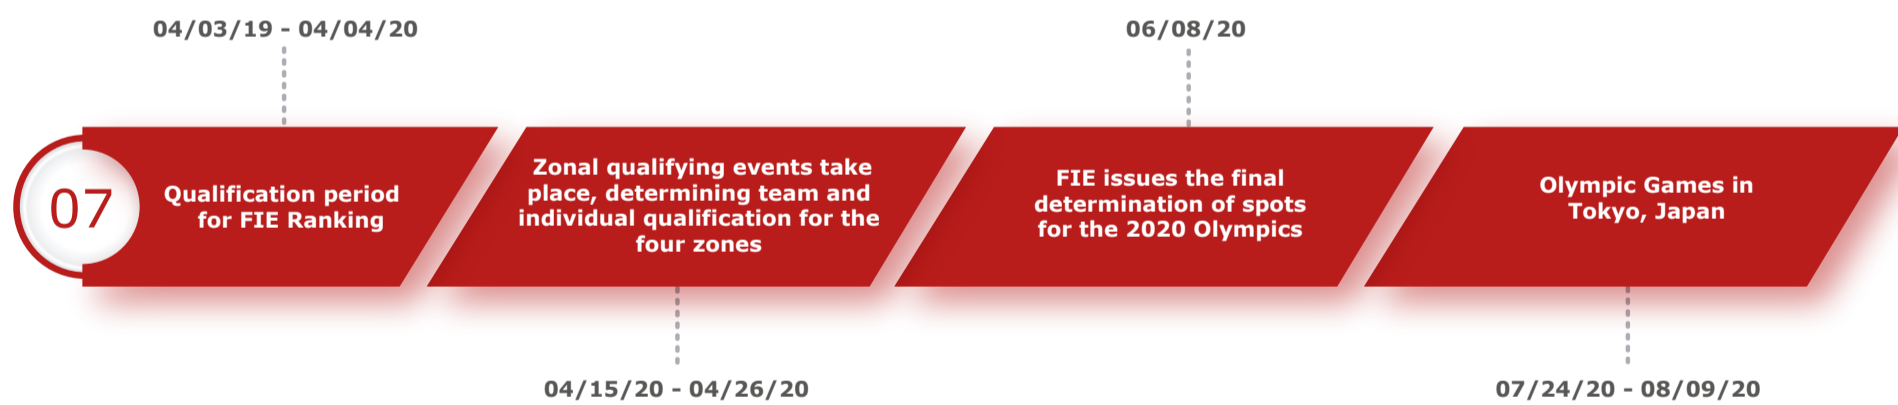 04/03/19 - 04/04/20
06/08/20
07
Qualification period
for FIE Ranking
Zonal qualifying events take
place, determining team and
individual qualification for the
four zones
FIE issues the final
determination of spots
for the 2020 Olympics
Olympic Games in
Tokyo, Japan
04/15/20 - 04/26/20
07/24/20 - 08/09/20